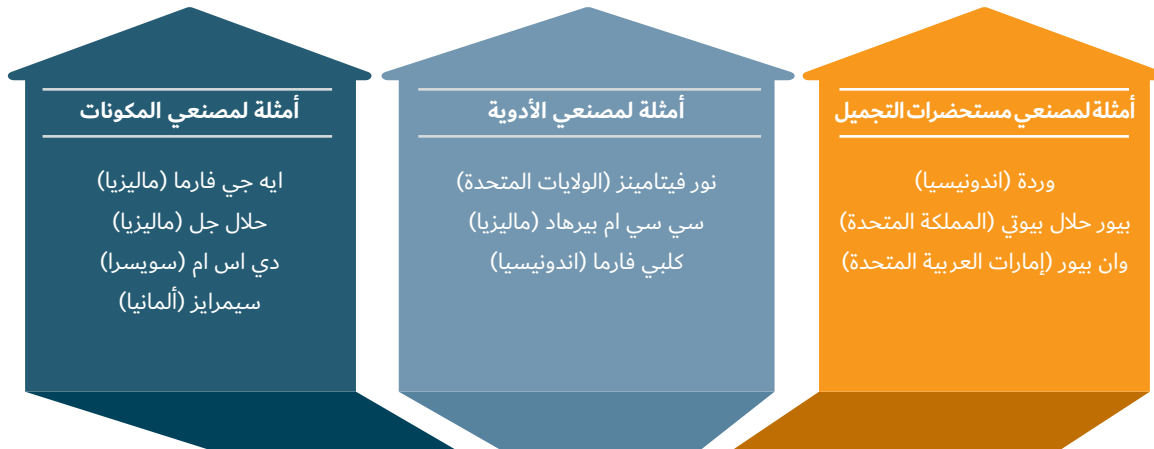 أمثلة لمصنعي مستحضرات التجميل
وردة (اندونيسيا)
بيور حلال بيوتي (المملكة المتحدة)
وان بيور (إمارات العربية المتحدة)
أمثلة لمصنعي الأدوية
نور فيتامينز (الولايات المتحدة)
سي سي ام بيرهاد (ماليزيا)
كلبي فارما (اندونيسيا)
أمثلة لمصنعي المكونات
ايه جي فارما (ماليزيا)
حلال جل (ماليزيا)
دي اس ام (سويسرا)
سيمرايز (ألمانيا)